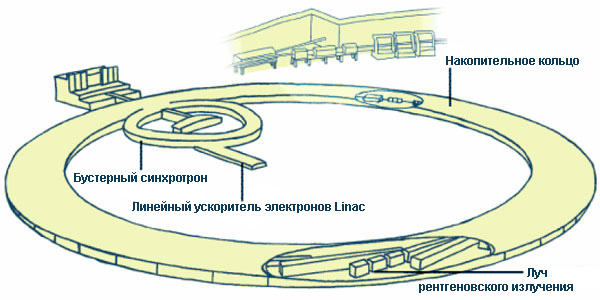 Накопительное кольцо
Бустерный синхротрон
Линейный ускоритель электронов Linac
Луч
рентгеновского излучения